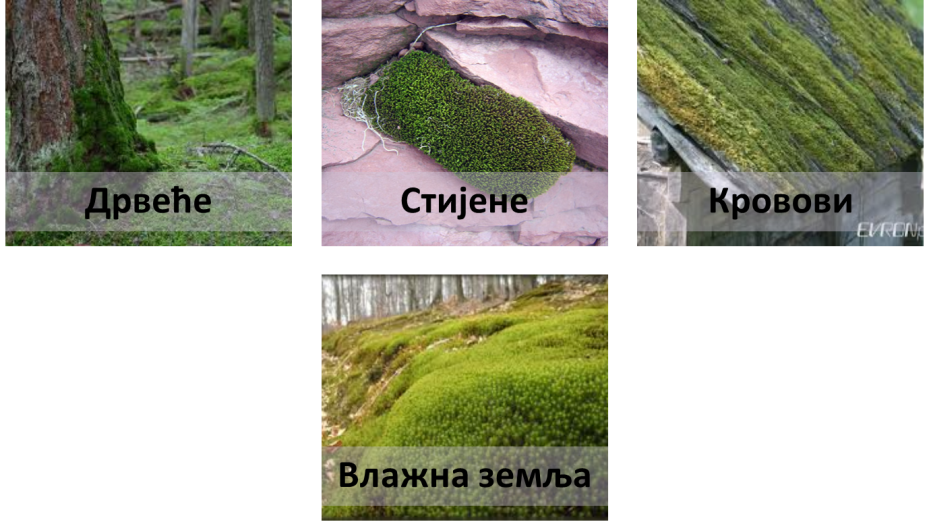 Дрвеће
Стијене
Кровови
Влажна земља